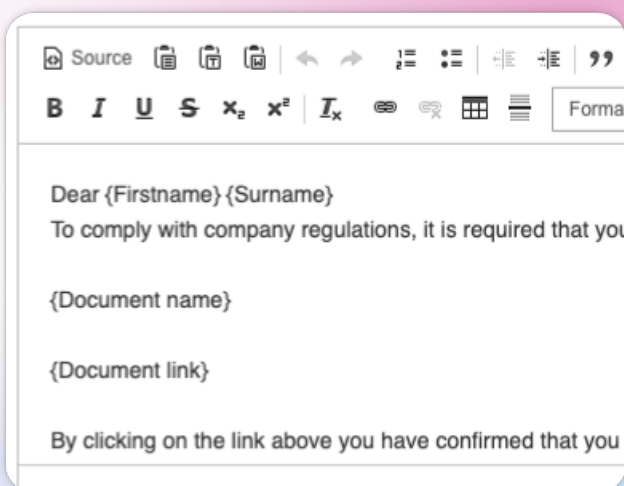 Source
B I U S x₂ x² Tx Forma
Dear {Firstname} {Surname}
To comply with company regulations, it is required that you
{Document name}
{Document link}
By clicking on the link above you have confirmed that you